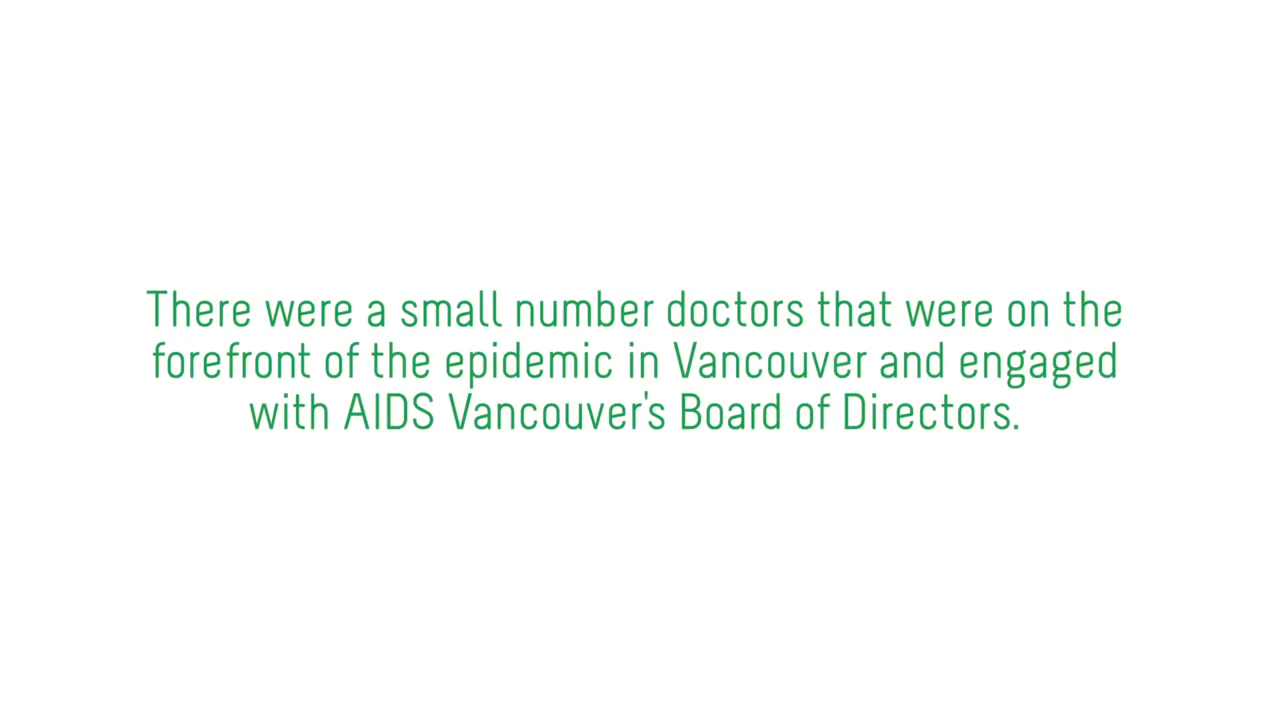 There were a small number doctors that were on the
forefront of the epidemic in Vancouver and engaged
with AIDS Vancouver's Board of Directors.